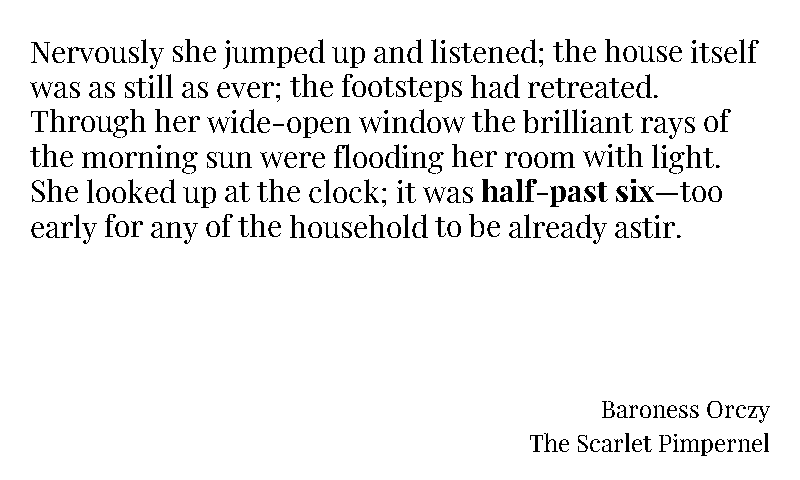 Nervously she jumped up and listened; the house itself
was as still as ever; the footsteps had retreated.
Through her wide-open window the brilliant rays of
the morning sun were flooding her room with light.
She looked up at the clock; it was half-past six—too
early for any of the household to be already astir.
Baroness Orczy
The Scarlet Pimpernel